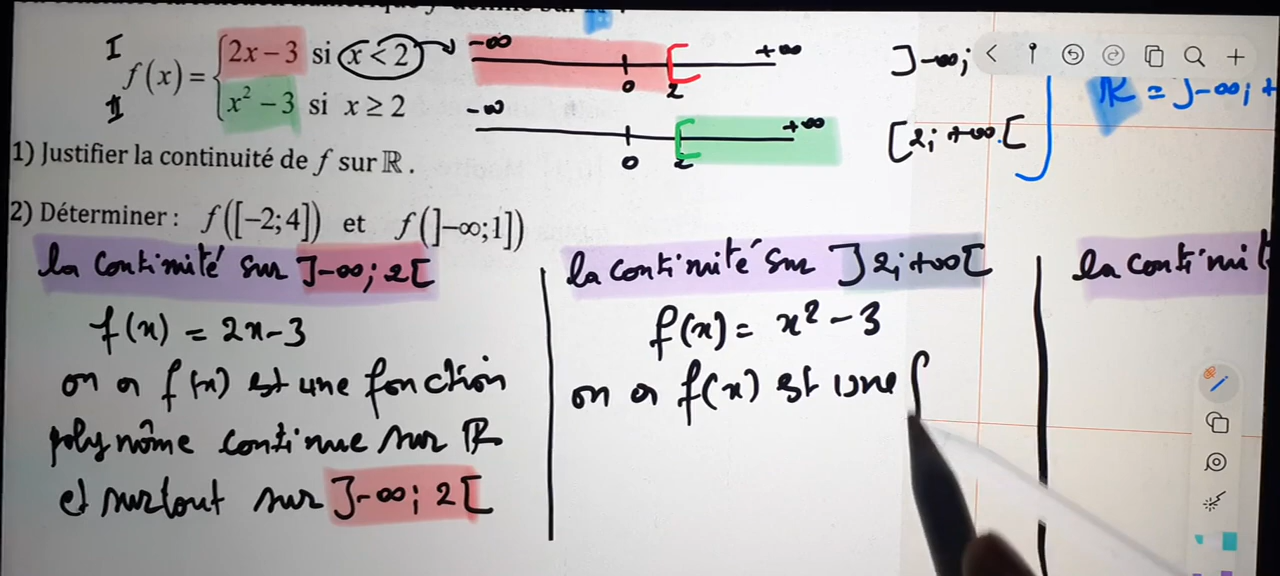 I
f(x) = { 2x − 3 si x < 2
II
x² − 3 si x ≥ 2
-∞ 0 2 +∞
]-∞;
-∞ 0 2 +∞
[2; +∞[
ℝ = ]-∞; +
1) Justifier la continuité de f sur ℝ.
2) Déterminer : f([−2;4]) et f(]−∞;1])
la continuité sur ]-∞; 2[
f(x) = 2x-3
on a f(x) est une fonction
polynôme continue sur ℝ
et surtout sur ]-∞; 2[
la continuité sur ]2; +∞[
f(x) = x² - 3
on a f(x) est une f
la continuit